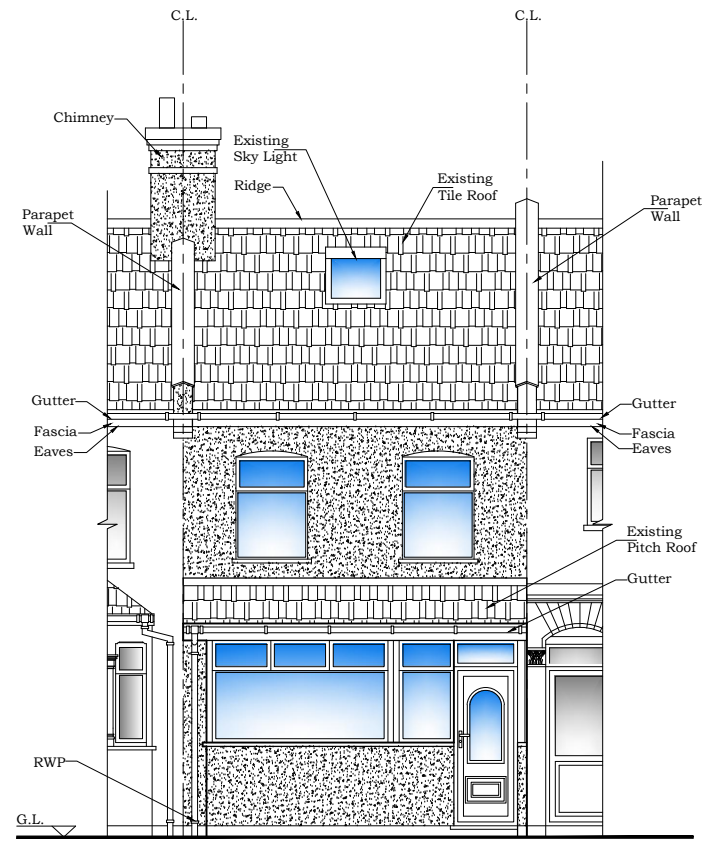 C.L.
C.L.
Chimney
Existing
Sky Light
Existing
Tile Roof
Ridge
Parapet
Wall
Parapet
Wall
Gutter
Gutter
Fascia
Fascia
Eaves
Eaves
Existing
Pitch Roof
Gutter
RWP
G.L.